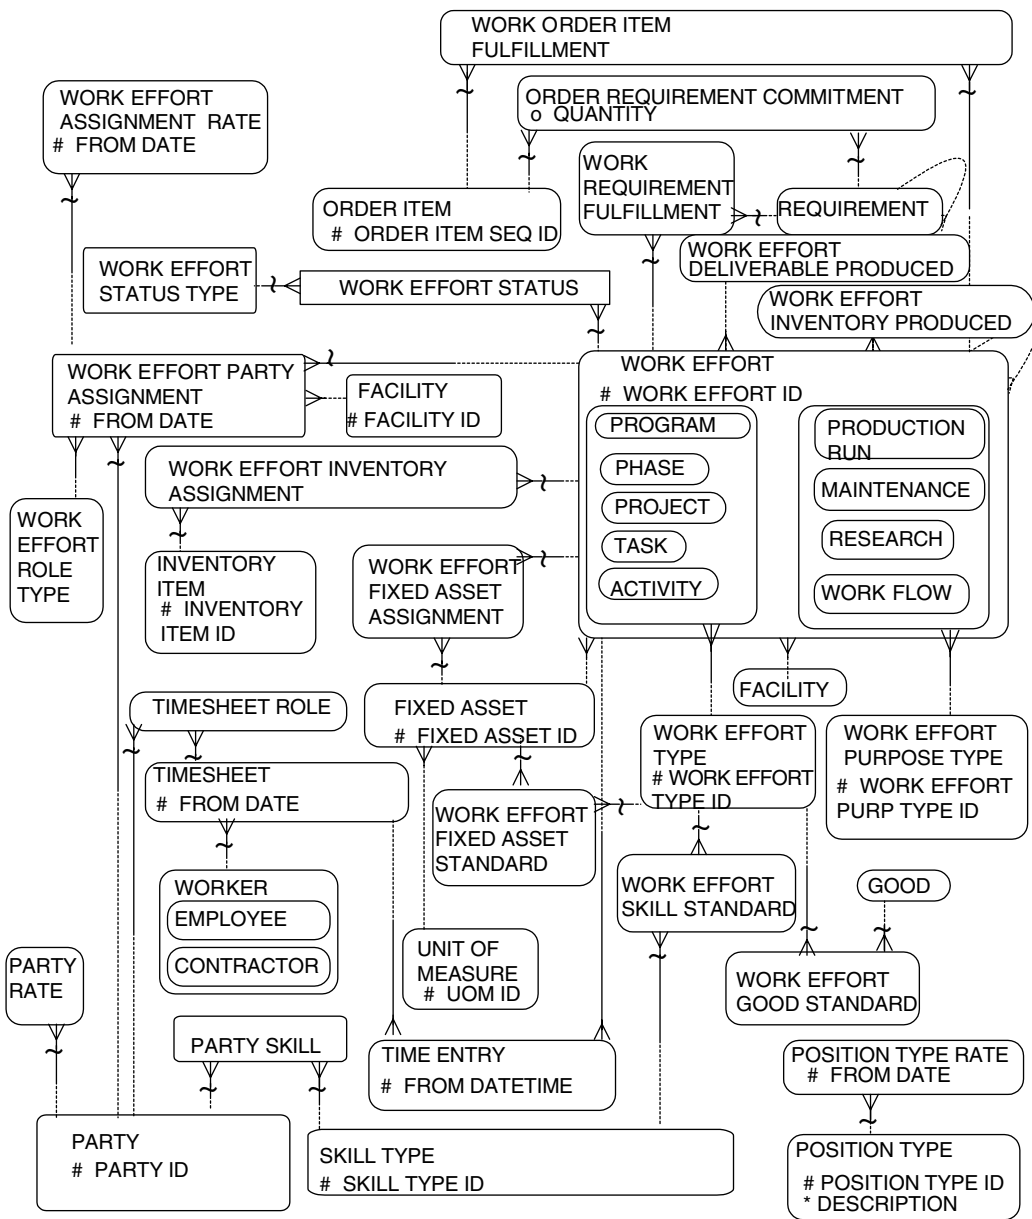 WORK ORDER ITEM
FULFILLMENT
WORK EFFORT
ASSIGNMENT RATE
# FROM DATE
ORDER REQUIREMENT COMMITMENT
o QUANTITY
WORK
REQUIREMENT
FULFILLMENT
REQUIREMENT
ORDER ITEM
# ORDER ITEM SEQ ID
WORK EFFORT
DELIVERABLE PRODUCED
WORK EFFORT
STATUS TYPE
WORK EFFORT STATUS
WORK EFFORT
INVENTORY PRODUCED
WORK EFFORT PARTY
ASSIGNMENT
# FROM DATE
FACILITY
# FACILITY ID
WORK EFFORT
# WORK EFFORT ID
PROGRAM
PHASE
PROJECT
TASK
ACTIVITY
PRODUCTION
RUN
MAINTENANCE
RESEARCH
WORK FLOW
WORK EFFORT INVENTORY
ASSIGNMENT
WORK
EFFORT
ROLE
TYPE
INVENTORY
ITEM
# INVENTORY
ITEM ID
WORK EFFORT
FIXED ASSET
ASSIGNMENT
FACILITY
TIMESHEET ROLE
FIXED ASSET
# FIXED ASSET ID
WORK EFFORT
TYPE
# WORK EFFORT
TYPE ID
WORK EFFORT
PURPOSE TYPE
# WORK EFFORT
PURP TYPE ID
TIMESHEET
# FROM DATE
WORK EFFORT
FIXED ASSET
STANDARD
WORKER
EMPLOYEE
CONTRACTOR
WORK EFFORT
SKILL STANDARD
GOOD
PARTY
RATE
UNIT OF
MEASURE
# UOM ID
WORK EFFORT
GOOD STANDARD
PARTY SKILL
TIME ENTRY
# FROM DATETIME
POSITION TYPE RATE
# FROM DATE
PARTY
# PARTY ID
SKILL TYPE
# SKILL TYPE ID
POSITION TYPE
# POSITION TYPE ID
* DESCRIPTION